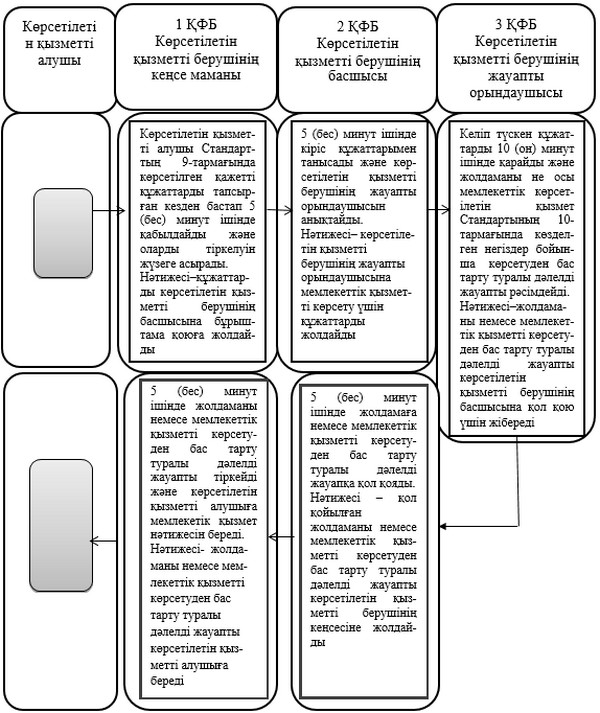 Көрсетілеті
н қызметті
алушы
1 ҚФБ
Көрсетілетін
қызметті берушінің
кеңсе маманы
2 ҚФБ
Көрсетілетін
қызметті берушінің
басшысы
3 ҚФБ
Көрсетілетін
қызметті берушінің
жауапты
орындаушысы
Көрсетілетін қызмет-
ті алушы Стандарт-
тың 9-тармағында
көрсетілген қажетті
құжаттарды тапсыр-
ған кезден бастап 5
(бес) минут ішінде
қабылдайды және
оларды тіркелуін
жүзеге асырады.
Нәтижесі–құжаттар-
ды көрсетілетін қыз-
метті берушінің
басшысына бұрыш-
тама қоюға жолдай-
ды
5 (бес) минут ішінде
кіріс құжаттарымен
танысады және көр-
сетілетін қызметті
берушінің жауапты
орындаушысын
анықтайды.
Нәтижесі– көрсетіле-
тін қызметті
берушінің жауапты
орындаушысына
мемлекеттік қызмет-
ті көрсету үшін
құжаттарды
жолдайды
Келіп түскен құжат-
тарды 10 (он) минут
ішінде қарайды және
жолдаманы не осы
мемлекеттік көрсет-
ілетін қызмет
Стандартының 10-
тармағында көздел-
ген негіздер бойын-
ша көрсетуден бас
тарту туралы дәлелді
жауапты рәсімдейді.
Нәтижесі–жолдама-
ны немесе мемлекет-
тік қызметті көрсету-
ден бас тарту туралы
дәлелді жауапты
көрсетілетін
қызметті берушінің
басшысына қол қою
үшін жібереді
5 (бес) минут
ішінде жолдаманы
немесе мемлекеттік
қызметті көрсету-
ден бас тарту
туралы дәлелді
жауапты тіркейді
және көрсетілетін
қызметті алушыға
мемлекетік қызмет
нәтижесін береді.
Нәтижесі- жолда-
маны немесе мем-
лекеттік қызметті
көрсетуден бас
тарту туралы
дәлелді жауапты
көрсетілетін қыз-
метті алушыға
береді
5 (бес) минут
ішінде жолдамаға
немесе мемлекеттік
қызметті көрсету-
ден бас тарту
туралы дәлелді
жауапқа қол қояды.
Нәтижесі – қол
қойылған
жолдаманы немесе
мемлекеттік қыз-
метті көрсетуден
бас тарту туралы
дәлелді жауапты
көрсетілетін қыз-
метті берушінің
кеңсесіне жолдай-
ды